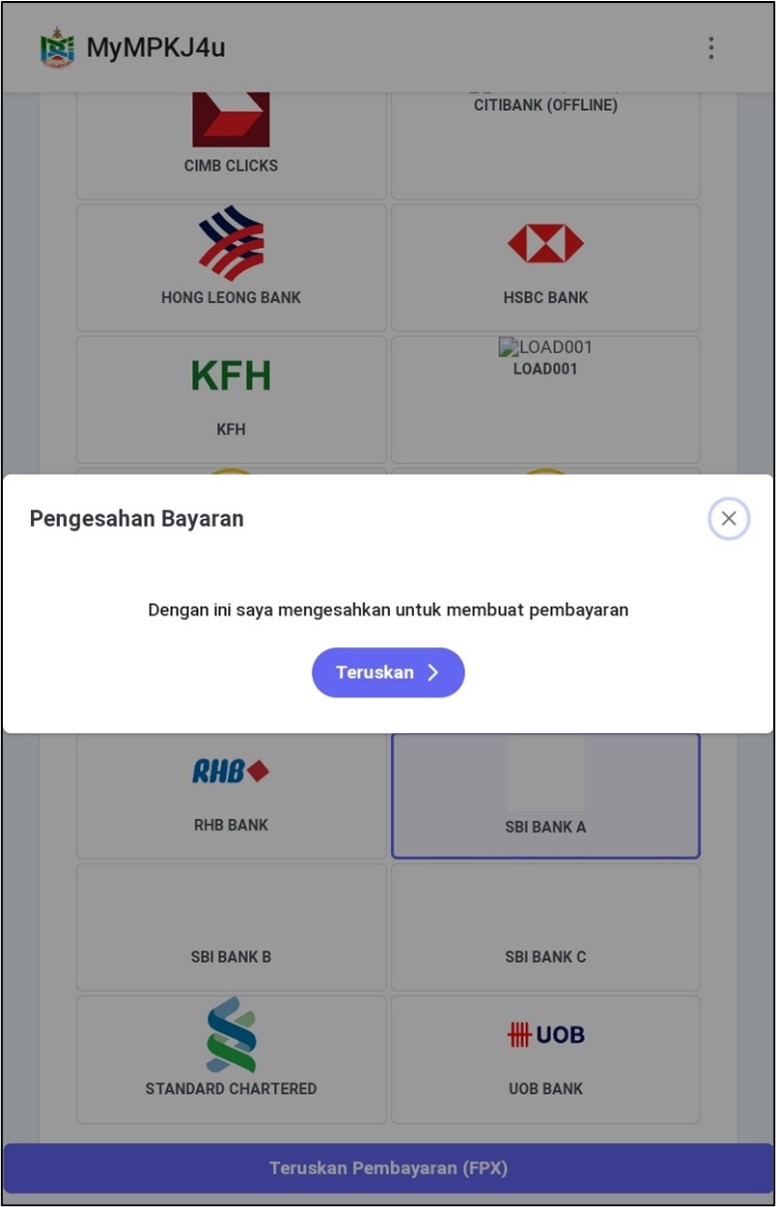 MyMPKJ4u
CITIBANK (OFFLINE)
CIMB CLICKS
HONG LEONG BANK
HSBC BANK
KFH
LOAD001
LOAD001
KFH
Pengesahan Bayaran
Dengan ini saya mengesahkan untuk membuat pembayaran
Teruskan
RHB
RHB BANK
SBI BANK A
SBI BANK B
SBI BANK C
UOB
STANDARD CHARTERED
UOB BANK
Teruskan Pembayaran (FPX)